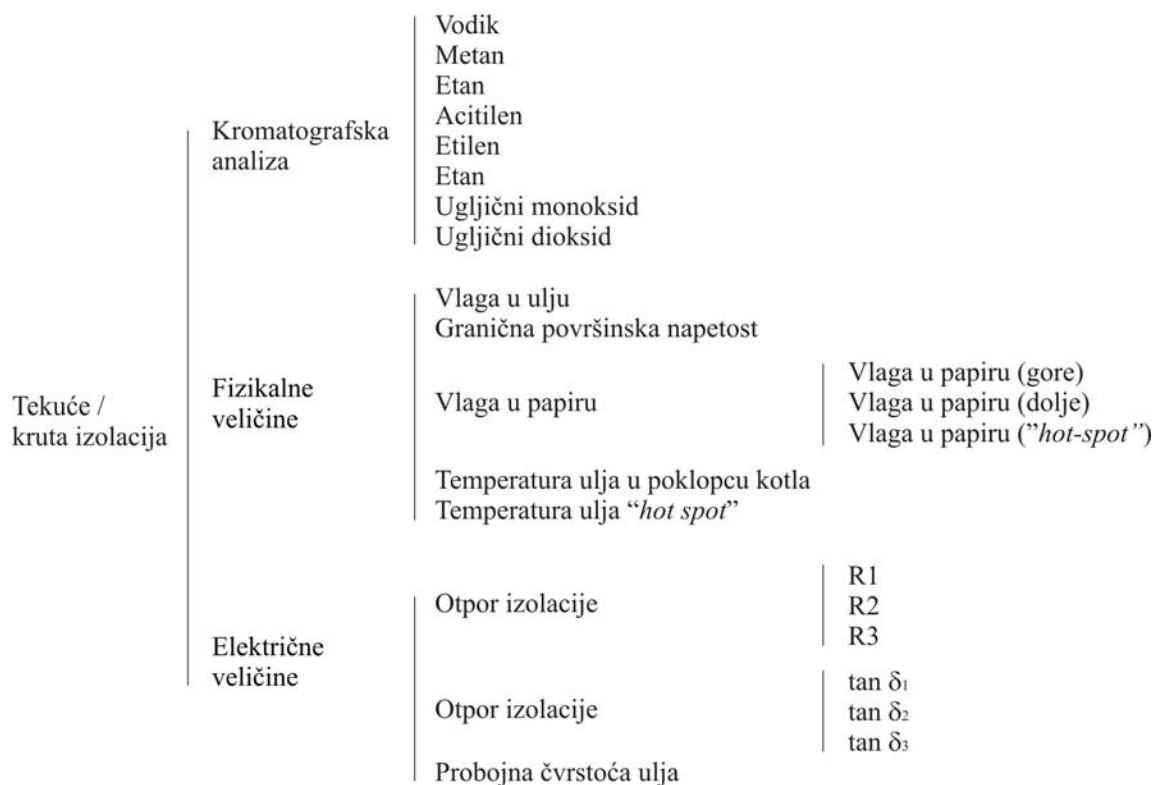 Tekuće /
kruta izolacija
Kromatografska
analiza
Vodik
Metan
Etan
Acitilen
Etilen
Etan
Ugljični monoksid
Ugljični dioksid
Fizikalne
veličine
Vlaga u ulju
Granična površinska napetost
Vlaga u papiru
Vlaga u papiru (gore)
Vlaga u papiru (dolje)
Vlaga u papiru (”hot-spot”)
Temperatura ulja u poklopcu kotla
Temperatura ulja “hot spot”
Električne
veličine
Otpor izolacije
R1
R2
R3
Otpor izolacije
tan δ₁
tan δ₂
tan δ₃
Probojna čvrstoća ulja